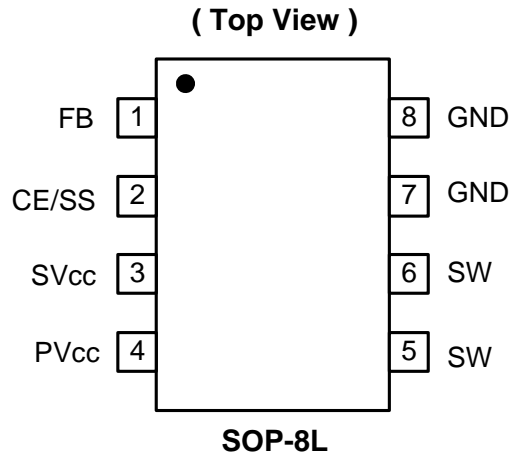 ( Top View )
FB 1 8 GND
CE/SS 2 7 GND
SVcc 3 6 SW
PVcc 4 5 SW
SOP-8L